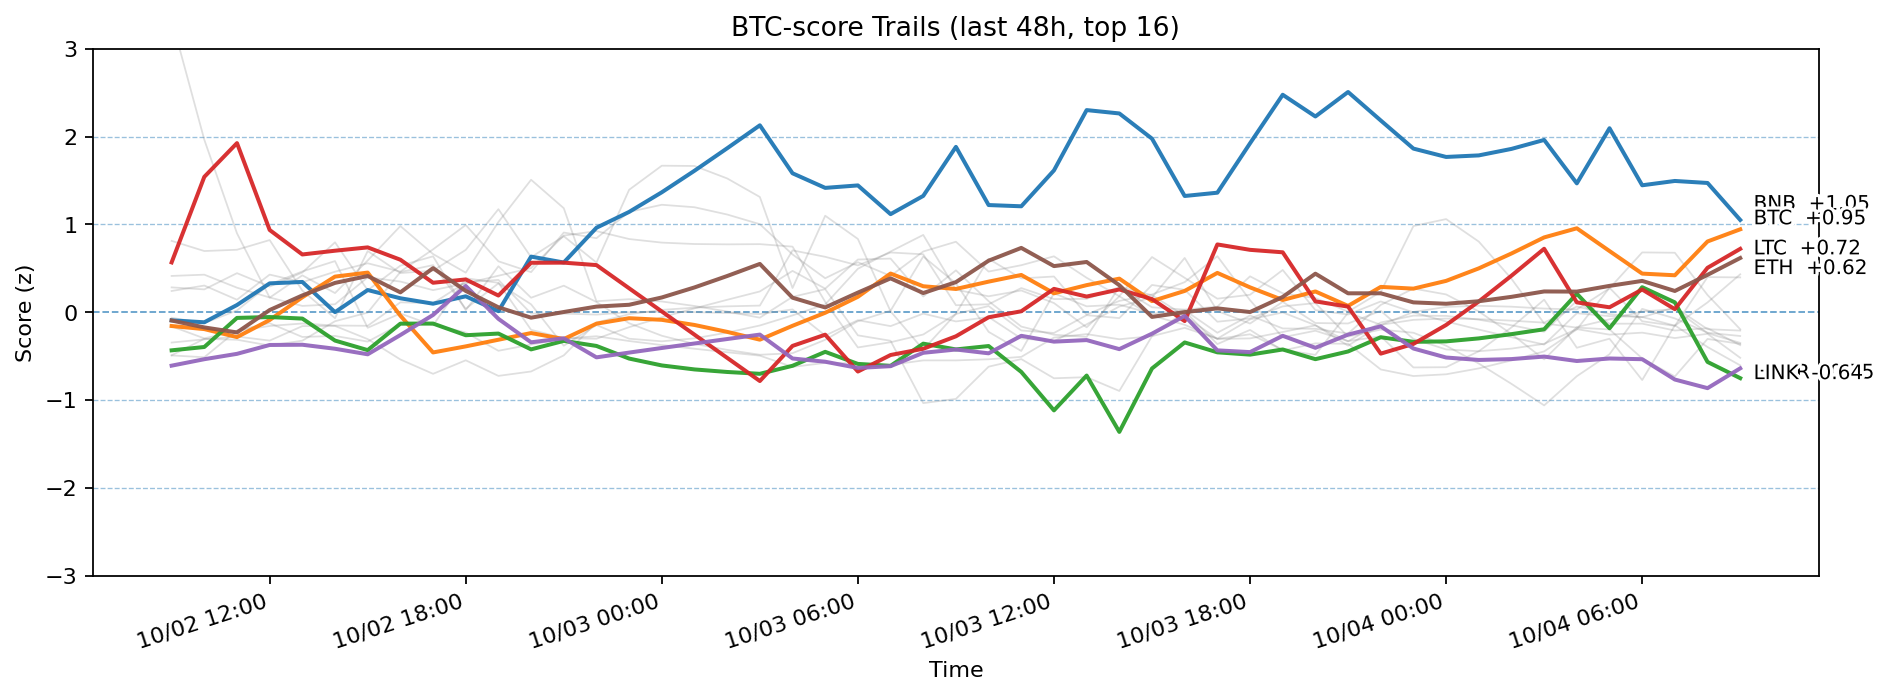 BTC-score Trails (last 48h, top 16)
Score (z)
3
2
1
0
−1
−2
−3
BNB +1.05
BTC +0.95
LTC +0.72
ETH +0.62
10/02 12:00
10/02 18:00
10/03 00:00
10/03 06:00
10/03 12:00
10/03 18:00
10/04 00:00
10/04 06:00
Time